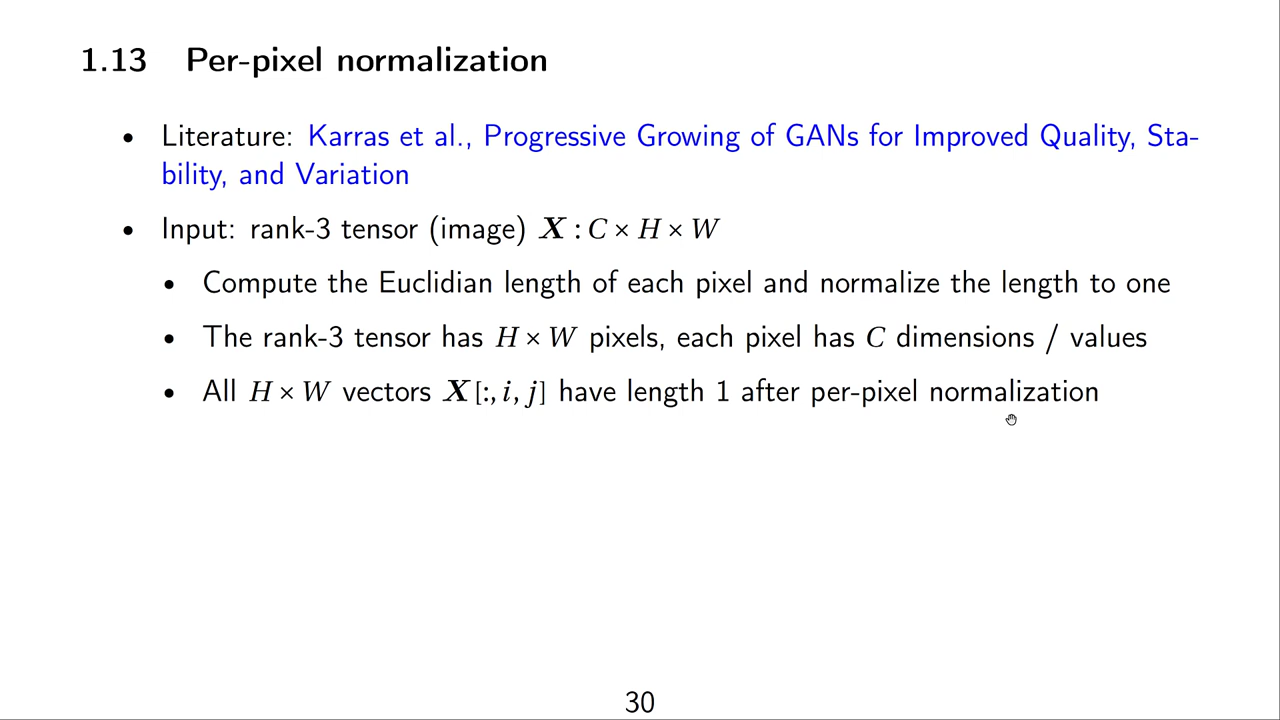 1.13 Per-pixel normalization
• Literature: Karras et al., Progressive Growing of GANs for Improved Quality, Sta-
bility, and Variation
• Input: rank-3 tensor (image) X : C × H × W
• Compute the Euclidian length of each pixel and normalize the length to one
• The rank-3 tensor has H × W pixels, each pixel has C dimensions / values
• All H × W vectors X[:, i, j] have length 1 after per-pixel normalization
30